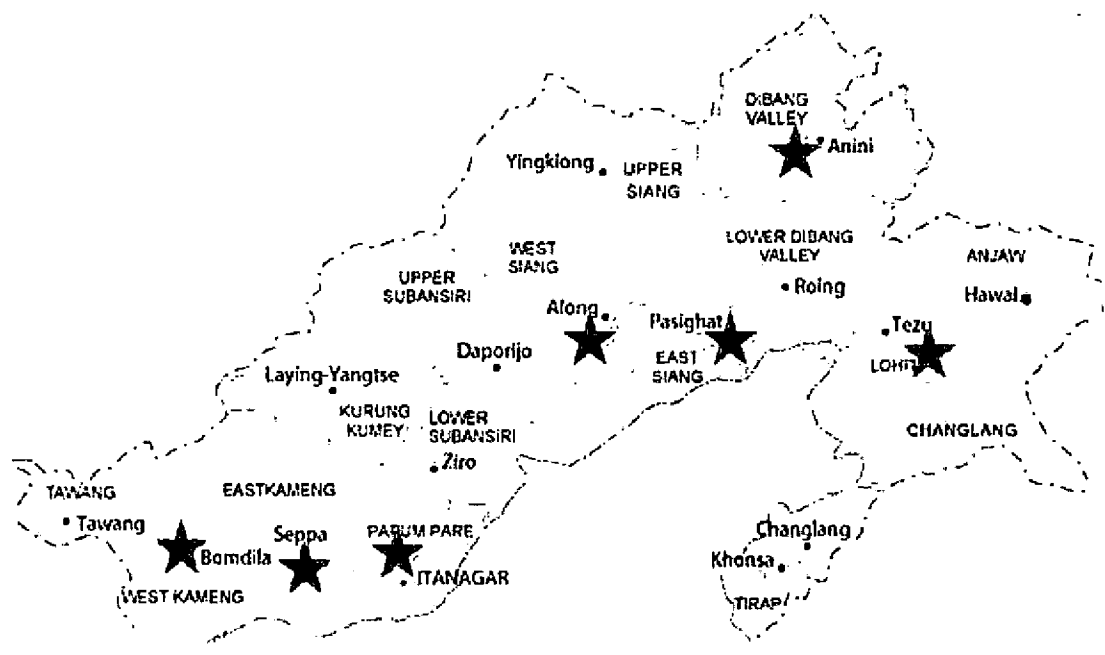 DIBANG
VALLEY
Anini
Yingkiong
UPPER
SIANG
LOWER DIBANG
VALLEY
WEST
SIANG
ANJAW
UPPER
SUBANSIRI
Roing
Hawai
Along
Pasighat
Tezu
Daporijo
EAST
SIANG
LOHIT
Laying-Yangtse
KURUNG
KUMEY
LOWER
SUBANSIRI
CHANGLANG
Ziro
TAWANG
EASTKAMENG
Tawang
Seppa
PAPUM PARE
Changlang
Bomdila
Khonsa
ITANAGAR
WEST KAMENG
TIRAP